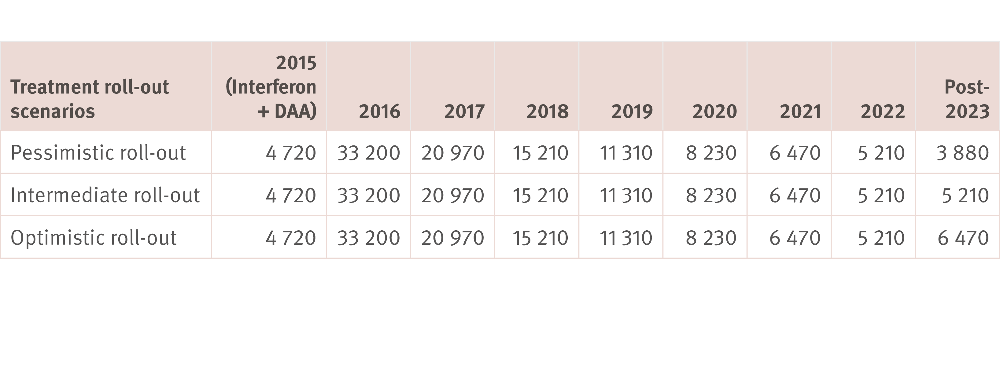 Treatment roll-out scenarios 2015 (Interferon + DAA) 2016 2017 2018 2019 2020 2021 2022 Post-2023
Pessimistic roll-out 4 720 33 200 20 970 15 210 11 310 8 230 6 470 5 210 3 880
Intermediate roll-out 4 720 33 200 20 970 15 210 11 310 8 230 6 470 5 210 5 210
Optimistic roll-out 4 720 33 200 20 970 15 210 11 310 8 230 6 470 5 210 6 470